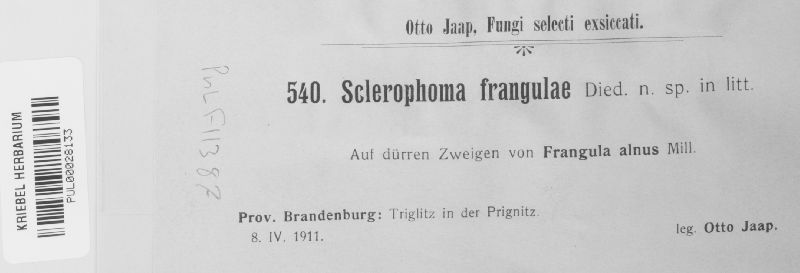 Otto Jaap, Fungi selecti exsiccati.
540. Sclerophoma frangulae Died. n. sp. in litt.
Auf dürren Zweigen von Frangula alnus Mill.
Prov. Brandenburg: Triglitz in der Prignitz.
8. IV. 1911.
leg. Otto Jaap.
PuL F11387
KRIEBEL HERBARIUM
PUL00028133